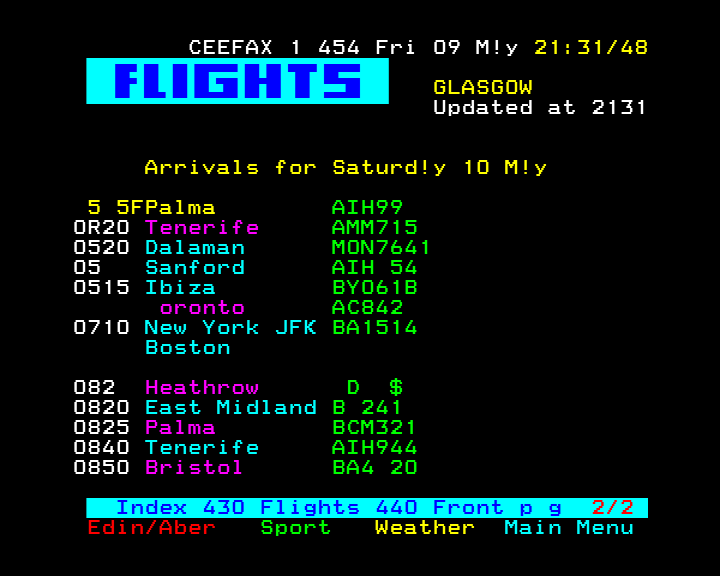 CEEFAX 1 454 Fri 09 M!y 21:31/48
FLIGHTS
GLASGOW
Updated at 2131
Arrivals for Saturd!y 10 M!y
5 5FPalma AIH99
0R20 Tenerife AMM715
0520 Dalaman MON7641
05 Sanford AIH 54
0515 Ibiza BY061B
oronto AC842
0710 New York JFK BA1514
Boston
082 Heathrow D $
0820 East Midland B 241
0825 Palma BCM321
0840 Tenerife AIH944
0850 Bristol BA4 20
Index 430 Flights 440 Front p g 2/2
Edin/Aber Sport Weather Main Menu